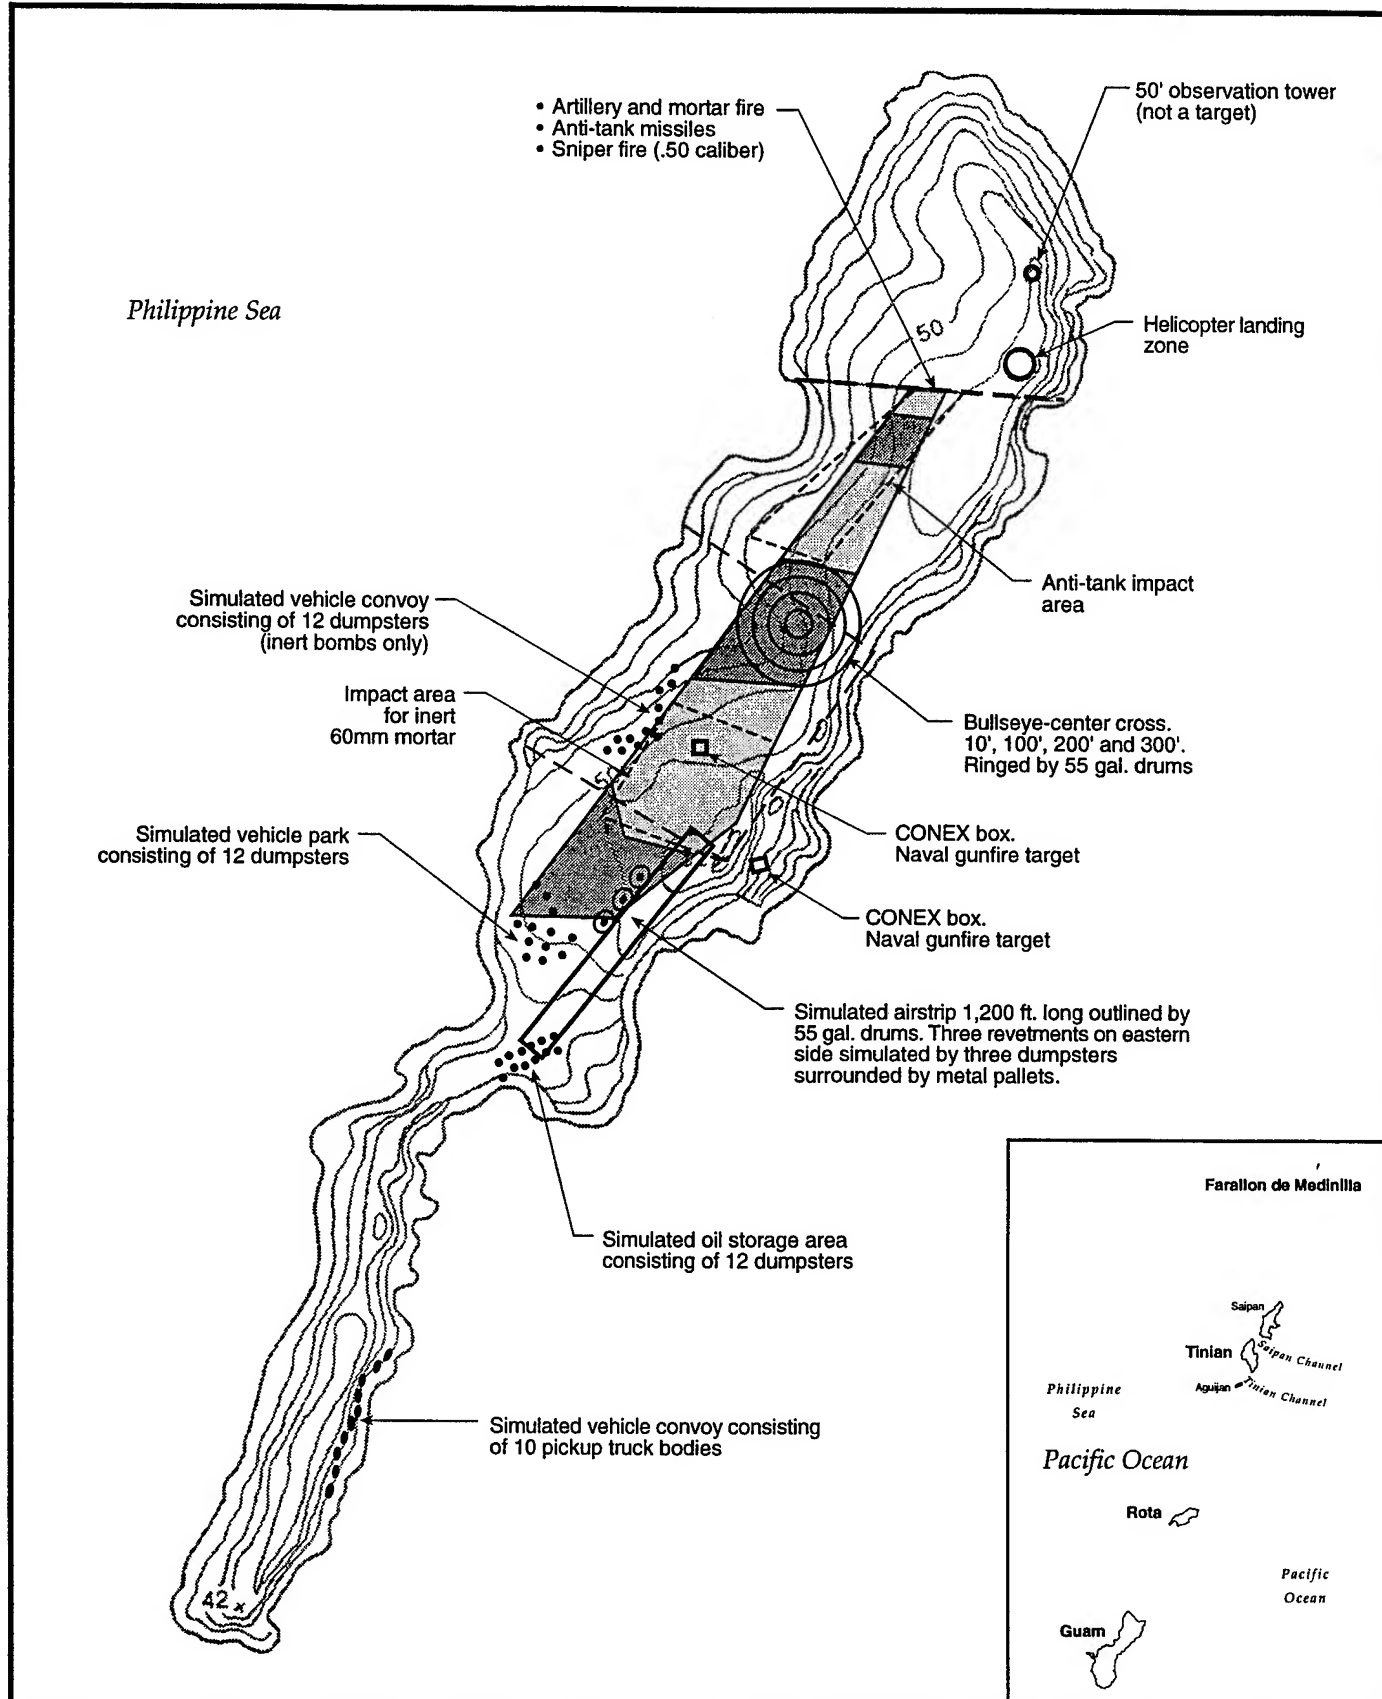 • Artillery and mortar fire
• Anti-tank missiles
• Sniper fire (.50 caliber)
50' observation tower
(not a target)
Philippine Sea
Helicopter landing
zone
50
Anti-tank impact
area
Simulated vehicle convoy
consisting of 12 dumpsters
(inert bombs only)
Impact area
for inert
60mm mortar
Bullseye-center cross.
10', 100', 200' and 300'.
Ringed by 55 gal. drums
50
Simulated vehicle park
consisting of 12 dumpsters
CONEX box.
Naval gunfire target
CONEX box.
Naval gunfire target
Simulated airstrip 1,200 ft. long outlined by
55 gal. drums. Three revetments on eastern
side simulated by three dumpsters
surrounded by metal pallets.
Simulated oil storage area
consisting of 12 dumpsters
Simulated vehicle convoy consisting
of 10 pickup truck bodies
42 x
Farallon de Medinilla
Saipan
Tinian
Saipan Channel
Aguijan
Tinian Channel
Philippine
Sea
Pacific Ocean
Rota
Pacific
Ocean
Guam